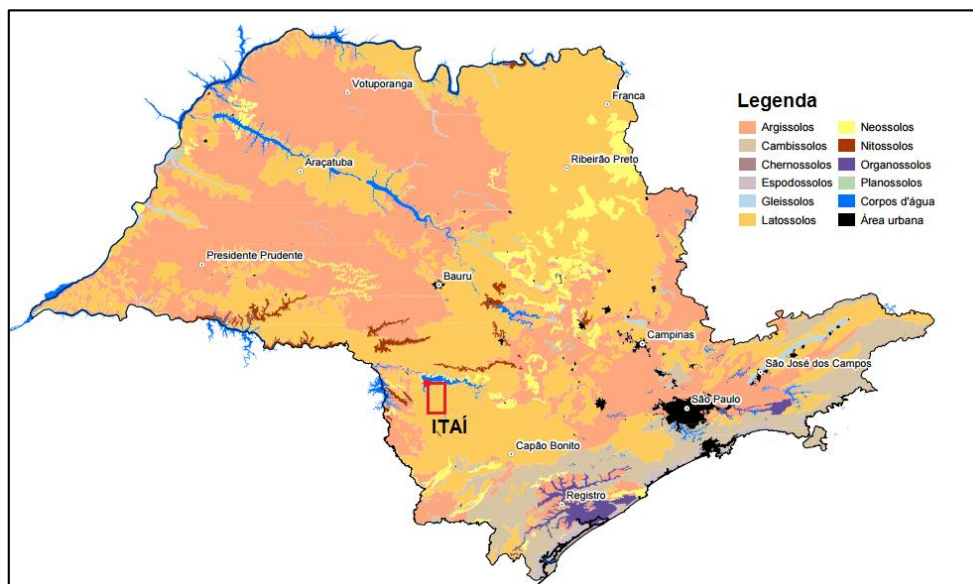 Votuporanga
Franca
Araçatuba
Ribeirão Preto
Presidente Prudente
Bauru
Campinas
São José dos Campos
São Paulo
ITAÍ
Capão Bonito
Registro
Legenda
Argissolos
Cambissolos
Chernossolos
Espodossolos
Gleissolos
Latossolos
Neossolos
Nitossolos
Organossolos
Planossolos
Corpos d'água
Área urbana